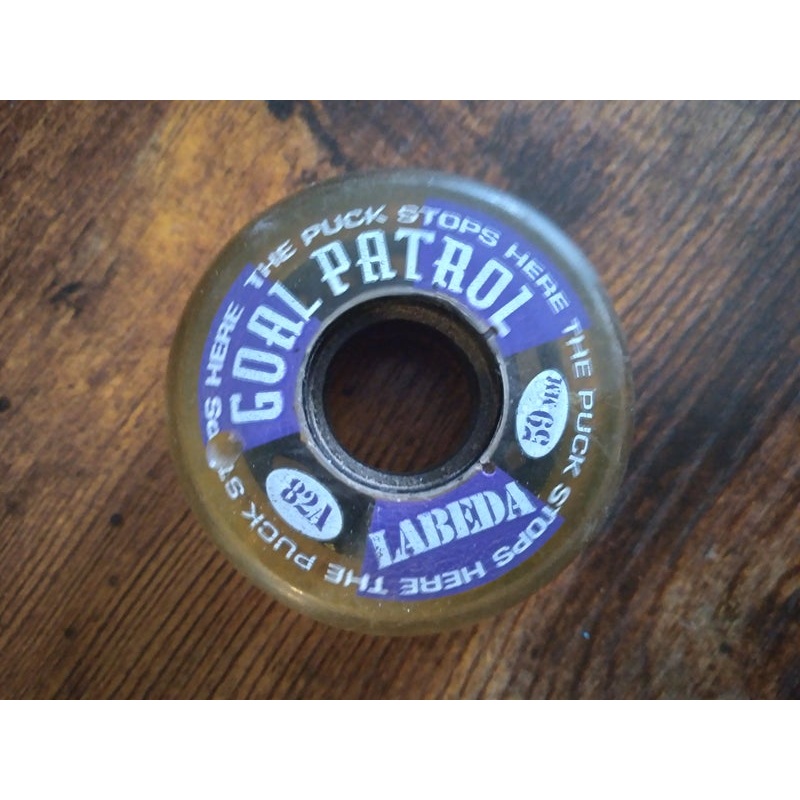 THE PUCK STOPS HERE THE PUCK STOPS HERE THE PUCK STOPS HERE
GOAL PATROL
59MM
82A
LABEDA